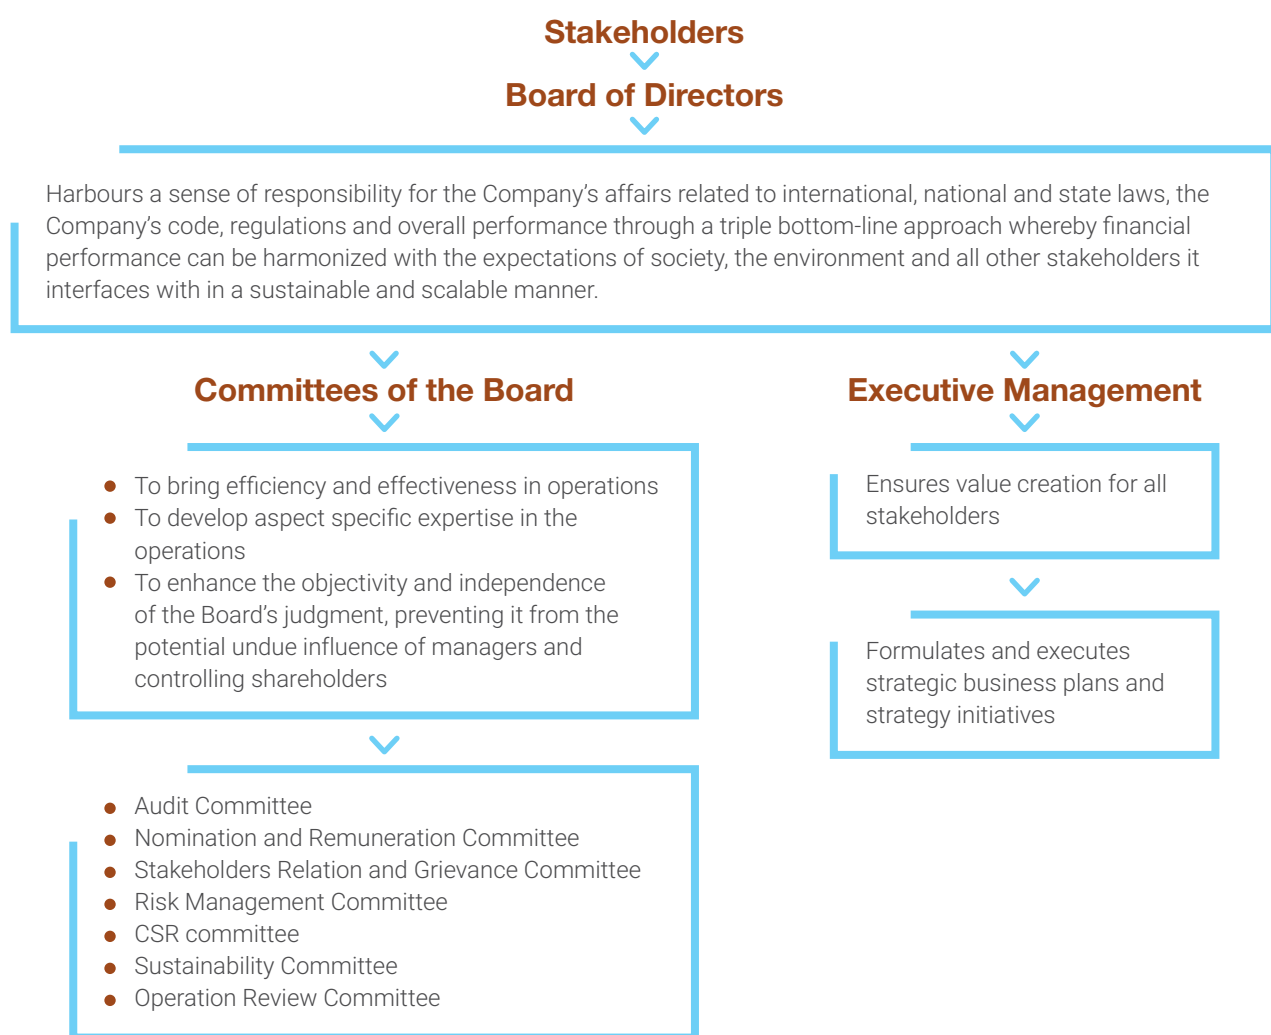 Stakeholders
Board of Directors
Harbours a sense of responsibility for the Company's affairs related to international, national and state laws, the
Company's code, regulations and overall performance through a triple bottom-line approach whereby financial
performance can be harmonized with the expectations of society, the environment and all other stakeholders it
interfaces with in a sustainable and scalable manner.
Committees of the Board
● To bring efficiency and effectiveness in operations
● To develop aspect specific expertise in the
operations
● To enhance the objectivity and independence
of the Board's judgment, preventing it from the
potential undue influence of managers and
controlling shareholders
● Audit Committee
● Nomination and Remuneration Committee
● Stakeholders Relation and Grievance Committee
● Risk Management Committee
● CSR committee
● Sustainability Committee
● Operation Review Committee
Executive Management
Ensures value creation for all
stakeholders
Formulates and executes
strategic business plans and
strategy initiatives